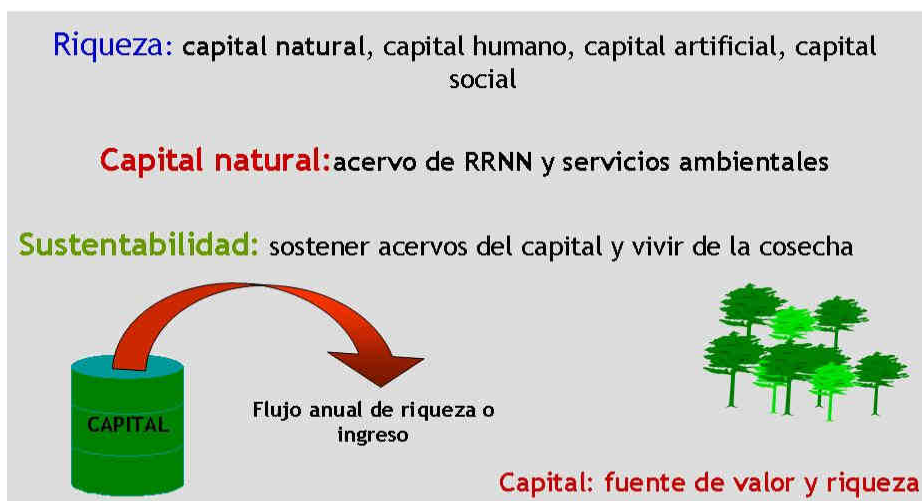 Riqueza: capital natural, capital humano, capital artificial, capital
social
Capital natural:acervo de RRNN y servicios ambientales
Sustentabilidad: sostener acervos del capital y vivir de la cosecha
CAPITAL
Flujo anual de riqueza o
ingreso
Capital: fuente de valor y riqueza